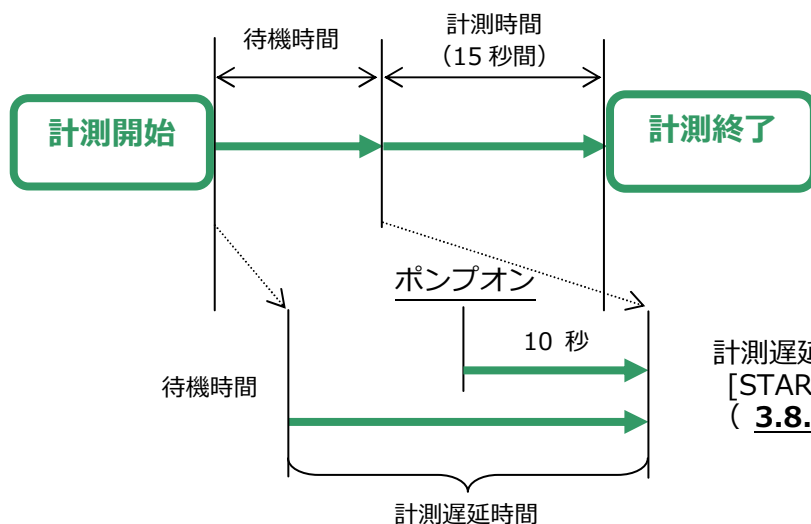 待機時間
計測時間
（15 秒間）
計測開始
計測終了
ポンプオン
10 秒
待機時間
計測遅延
[STAR
（ 3.8.
計測遅延時間